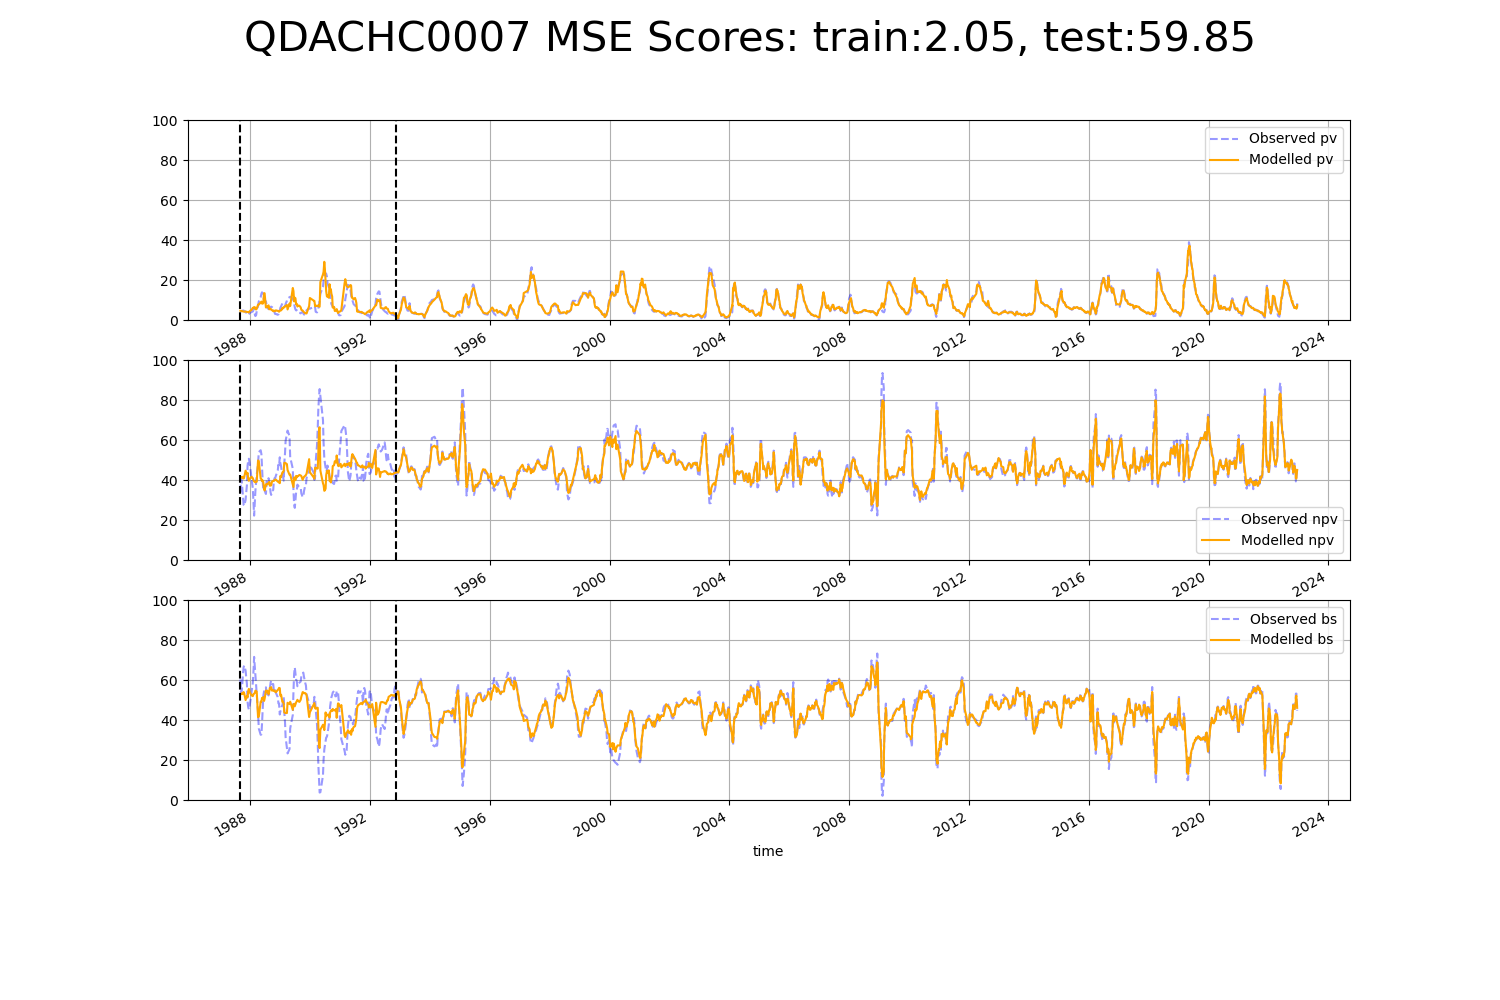 QDACHC0007 MSE Scores: train:2.05, test:59.85
100
80
60
40
20
0
Observed pv
Modelled pv
1988 1992 1996 2000 2004 2008 2012 2016 2020 2024
100
80
60
40
20
0
Observed npv
Modelled npv
1988 1992 1996 2000 2004 2008 2012 2016 2020 2024
100
80
60
40
20
0
Observed bs
Modelled bs
1988 1992 1996 2000 2004 2008 2012 2016 2020 2024
time